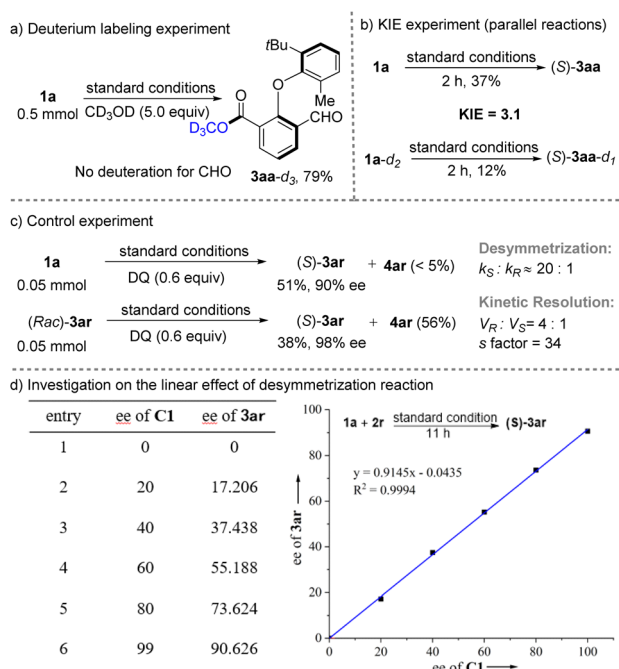 a) Deuterium labeling experiment
1a
0.5 mmol
standard conditions
CD3OD (5.0 equiv)
tBu
O
Me
O
D3CO
CHO
No deuteration for CHO
3aa-d3, 79%
b) KIE experiment (parallel reactions)
1a standard conditions (S)-3aa
2 h, 37%
KIE = 3.1
1a-d2 standard conditions (S)-3aa-d1
2 h, 12%
c) Control experiment
1a
0.05 mmol
standard conditions
DQ (0.6 equiv)
(S)-3ar + 4ar (< 5%)
51%, 90% ee
Desymmetrization:
kS : kR ≈ 20 : 1
(Rac)-3ar
0.05 mmol
standard conditions
DQ (0.6 equiv)
(S)-3ar + 4ar (56%)
38%, 98% ee
Kinetic Resolution:
VR : VS = 4 : 1
s factor = 34
d) Investigation on the linear effect of desymmetrization reaction
entry ee of C1 ee of 3ar
1 0 0
2 20 17.206
3 40 37.438
4 60 55.188
5 80 73.624
6 99 90.626
1a + 2r standard condition (S)-3ar
11 h
y = 0.9145x - 0.0435
R² = 0.9994
ee of 3ar
100
80
60
40
20
0
0 20 40 60 80 100
ee of C1